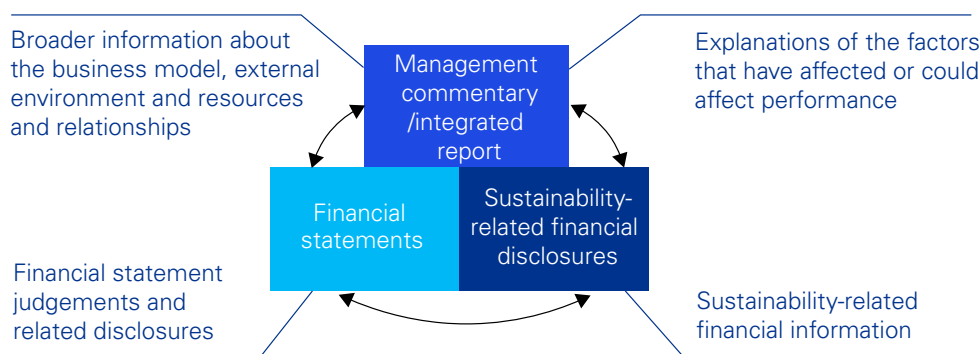 Broader information about
the business model, external
environment and resources
and relationships
Management
commentary
/integrated
report
Explanations of the factors
that have affected or could
affect performance
Financial
statements
Sustainability-
related financial
disclosures
Financial statement
judgements and
related disclosures
Sustainability-related
financial information